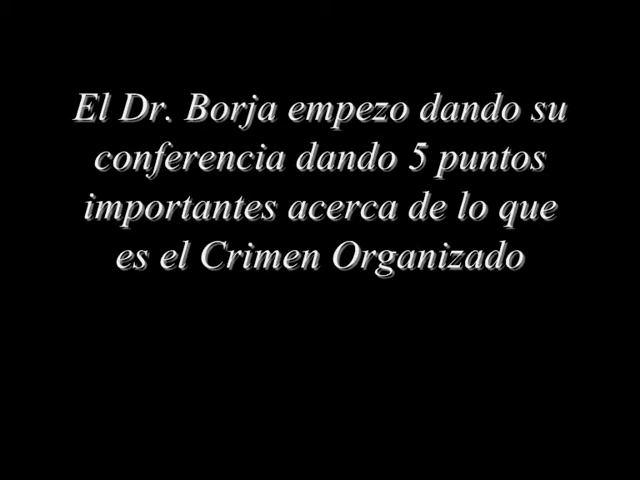 El Dr. Borja empezo dando su
conferencia dando 5 puntos
importantes acerca de lo que
es el Crimen Organizado